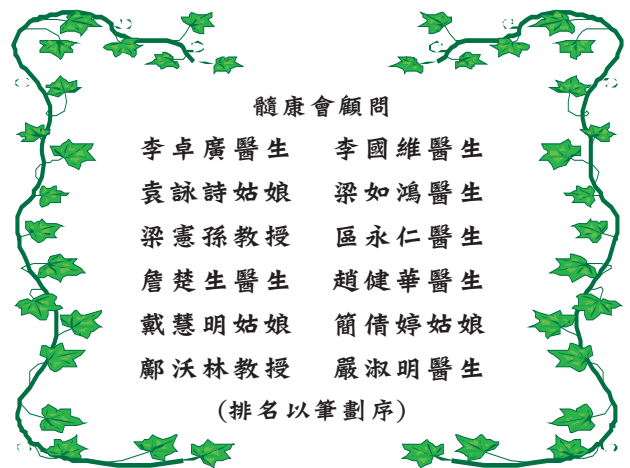 髓康會顧問
李卓廣醫生 李國維醫生
袁詠詩姑娘 梁如鴻醫生
梁憲孫教授 區永仁醫生
詹楚生醫生 趙健華醫生
戴慧明姑娘 簡倩婷姑娘
鄺沃林教授 嚴淑明醫生
(排名以筆劃序)